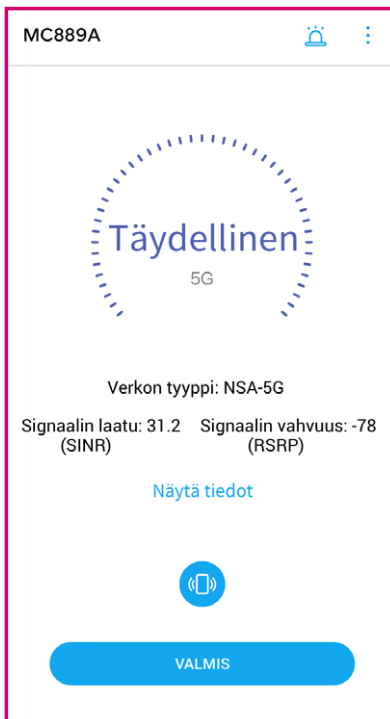 MC889A
Täydellinen
5G
Verkon tyyppi: NSA-5G
Signaalin laatu: 31.2 Signaalin vahvuus: -78
(SINR) (RSRP)
Näytä tiedot
VALMIS